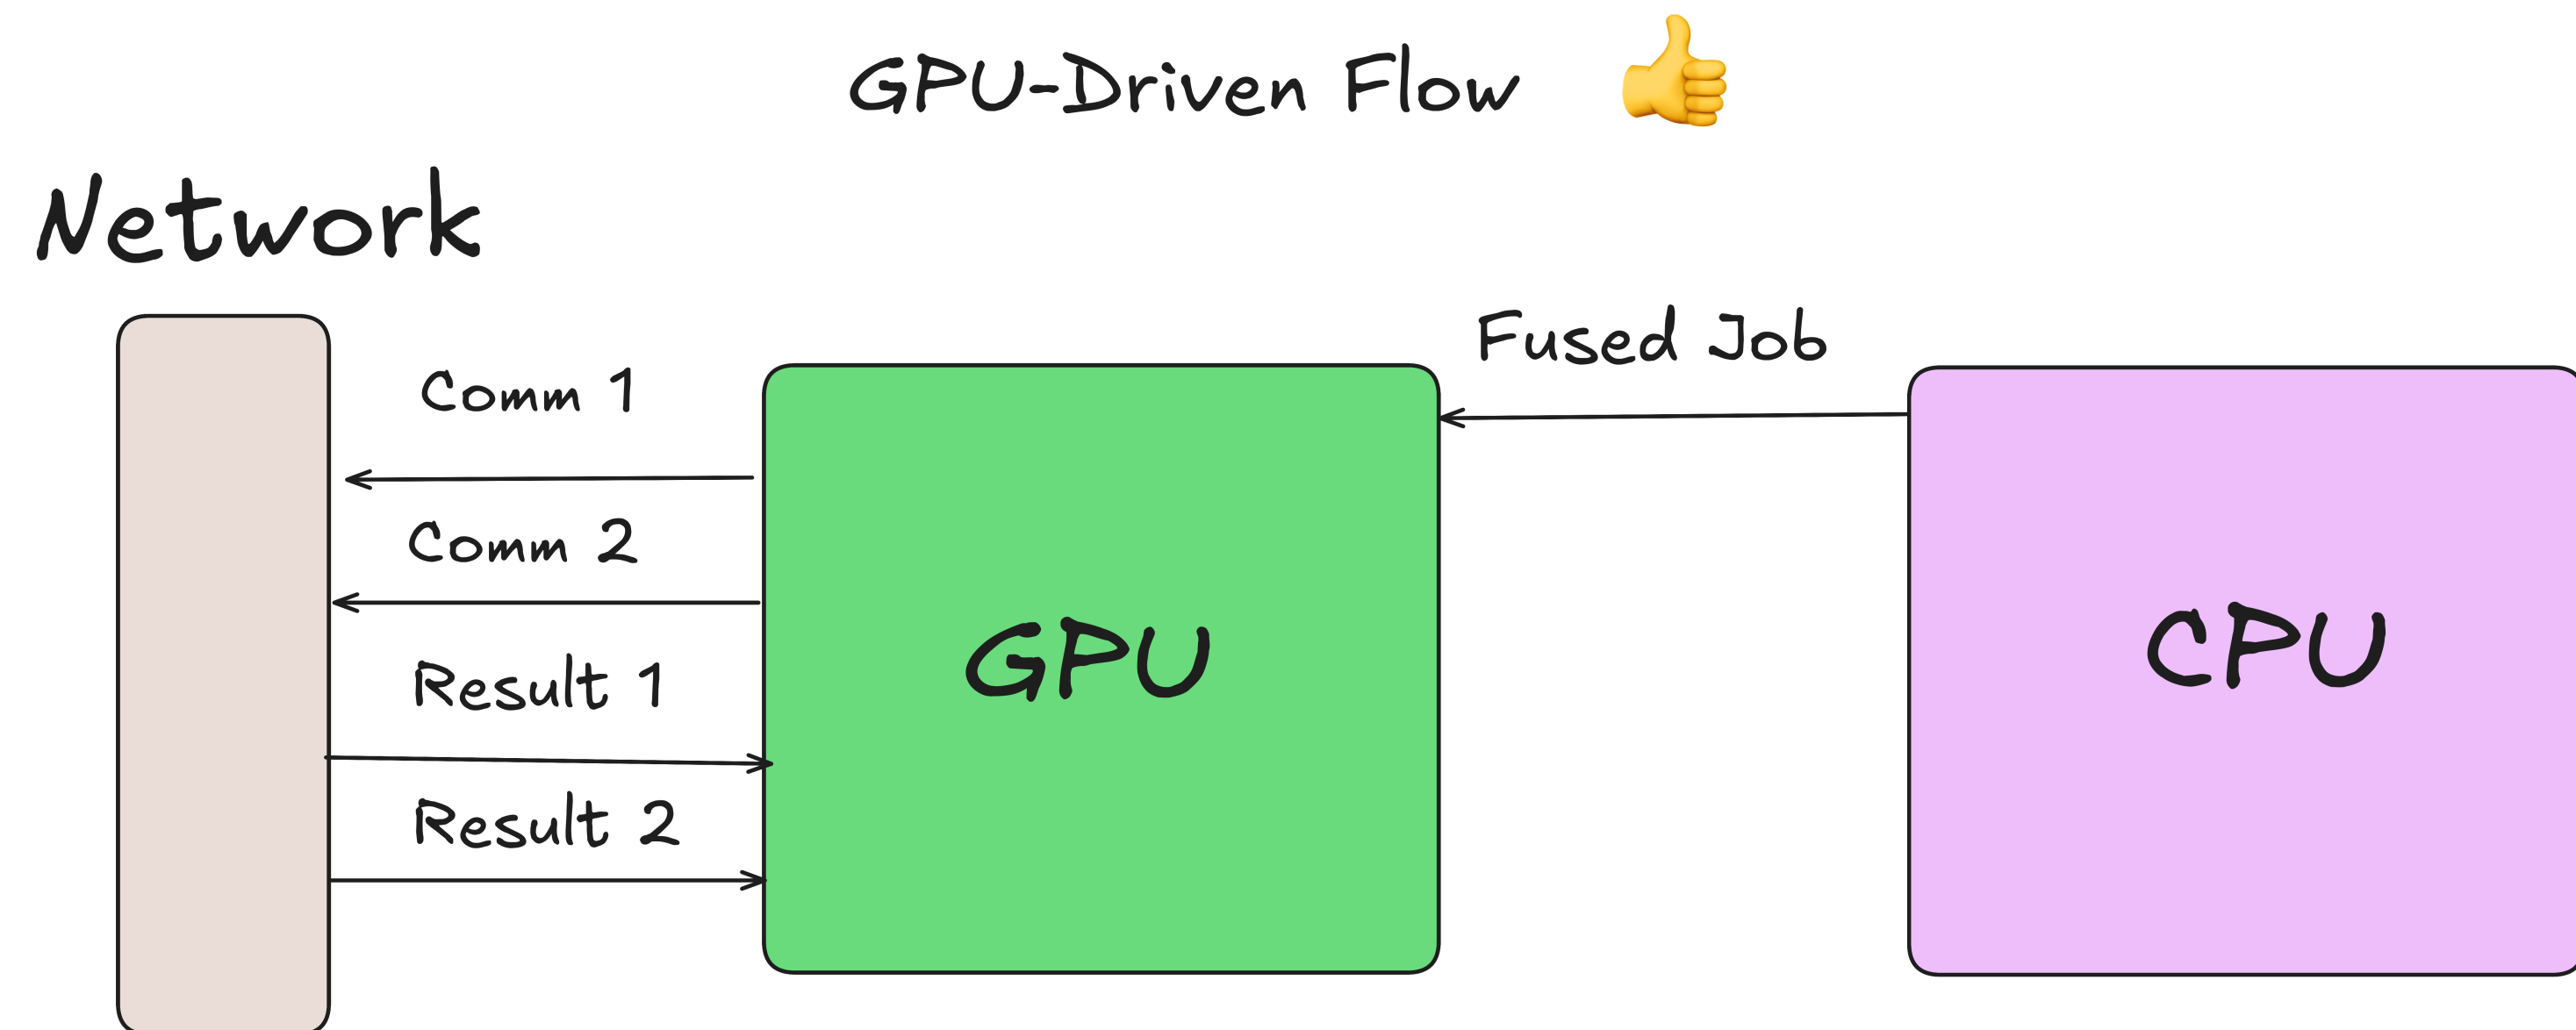 GPU-Driven Flow 👍
Network
Fused Job
Comm 1
Comm 2
Result 1
Result 2
GPU
CPU